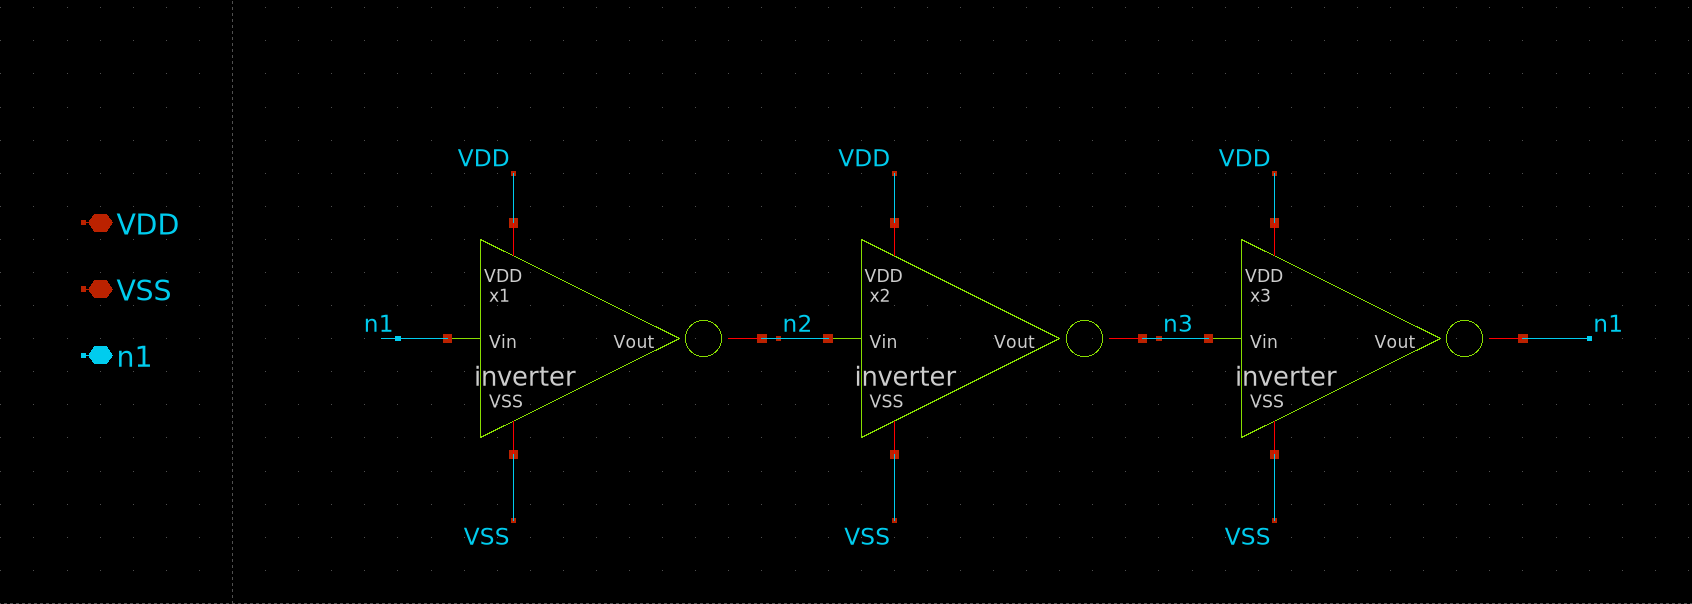 VDD
VSS
n1
VDD
VDD
x1
n1
Vin
Vout
inverter
VSS
VSS
VDD
VDD
x2
n2
Vin
Vout
inverter
VSS
VSS
VDD
VDD
x3
n3
Vin
Vout
inverter
VSS
VSS
n1